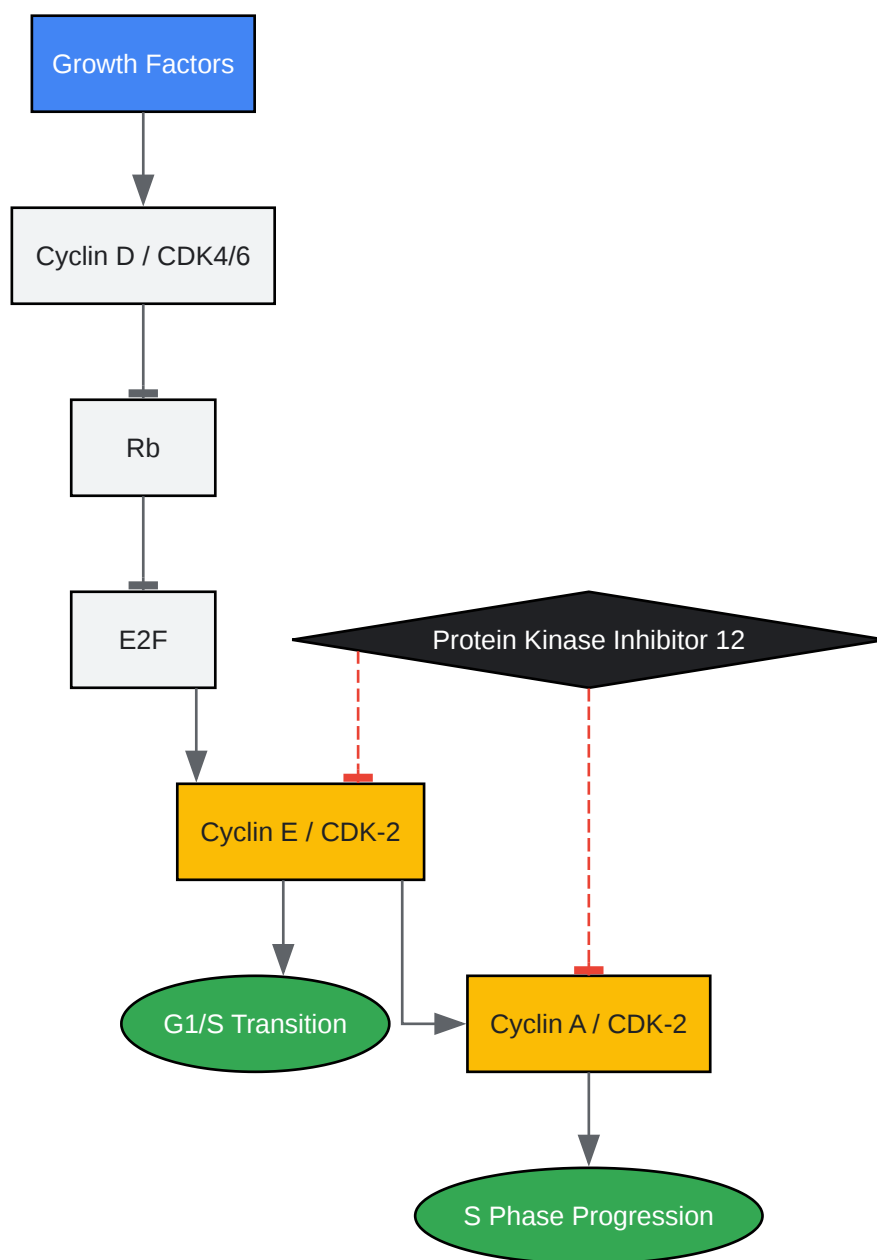 Growth Factors
Cyclin D / CDK4/6
Rb
E2F
Protein Kinase Inhibitor 12
Cyclin E / CDK-2
G1/S Transition
Cyclin A / CDK-2
S Phase Progression